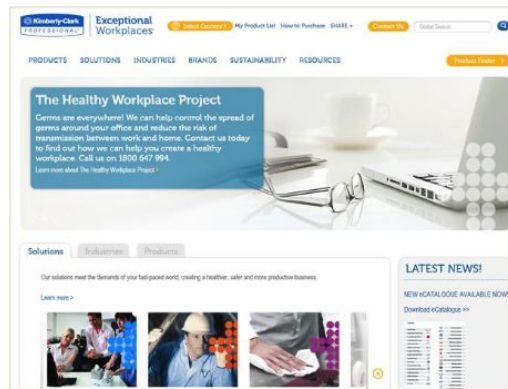 Kimberly-Clark
PROFESSIONAL*
Exceptional
Workplaces*
Select Country
My Product List
How to Purchase
SHARE +
Contact Us
Global Search
PRODUCTS
SOLUTIONS
INDUSTRIES
BRANDS
SUSTAINABILITY
RESOURCES
Product Finder
The Healthy Workplace Project
Germs are everywhere! We can help control the spread of
germs around your office and reduce the risk of
transmission between work and home. Contact us today
to find out how we can help you create a healthy
workplace. Call us on 1800 647 994.
Learn more about The Healthy Workplace Project >
Solutions
Industries
Products
Our solutions meet the demands of your fast-paced world, creating a healthier, safer and more productive business.
Learn more >
LATEST NEWS!
NEW eCATALOGUE AVAILABLE NOW!
Download eCatalogue >>